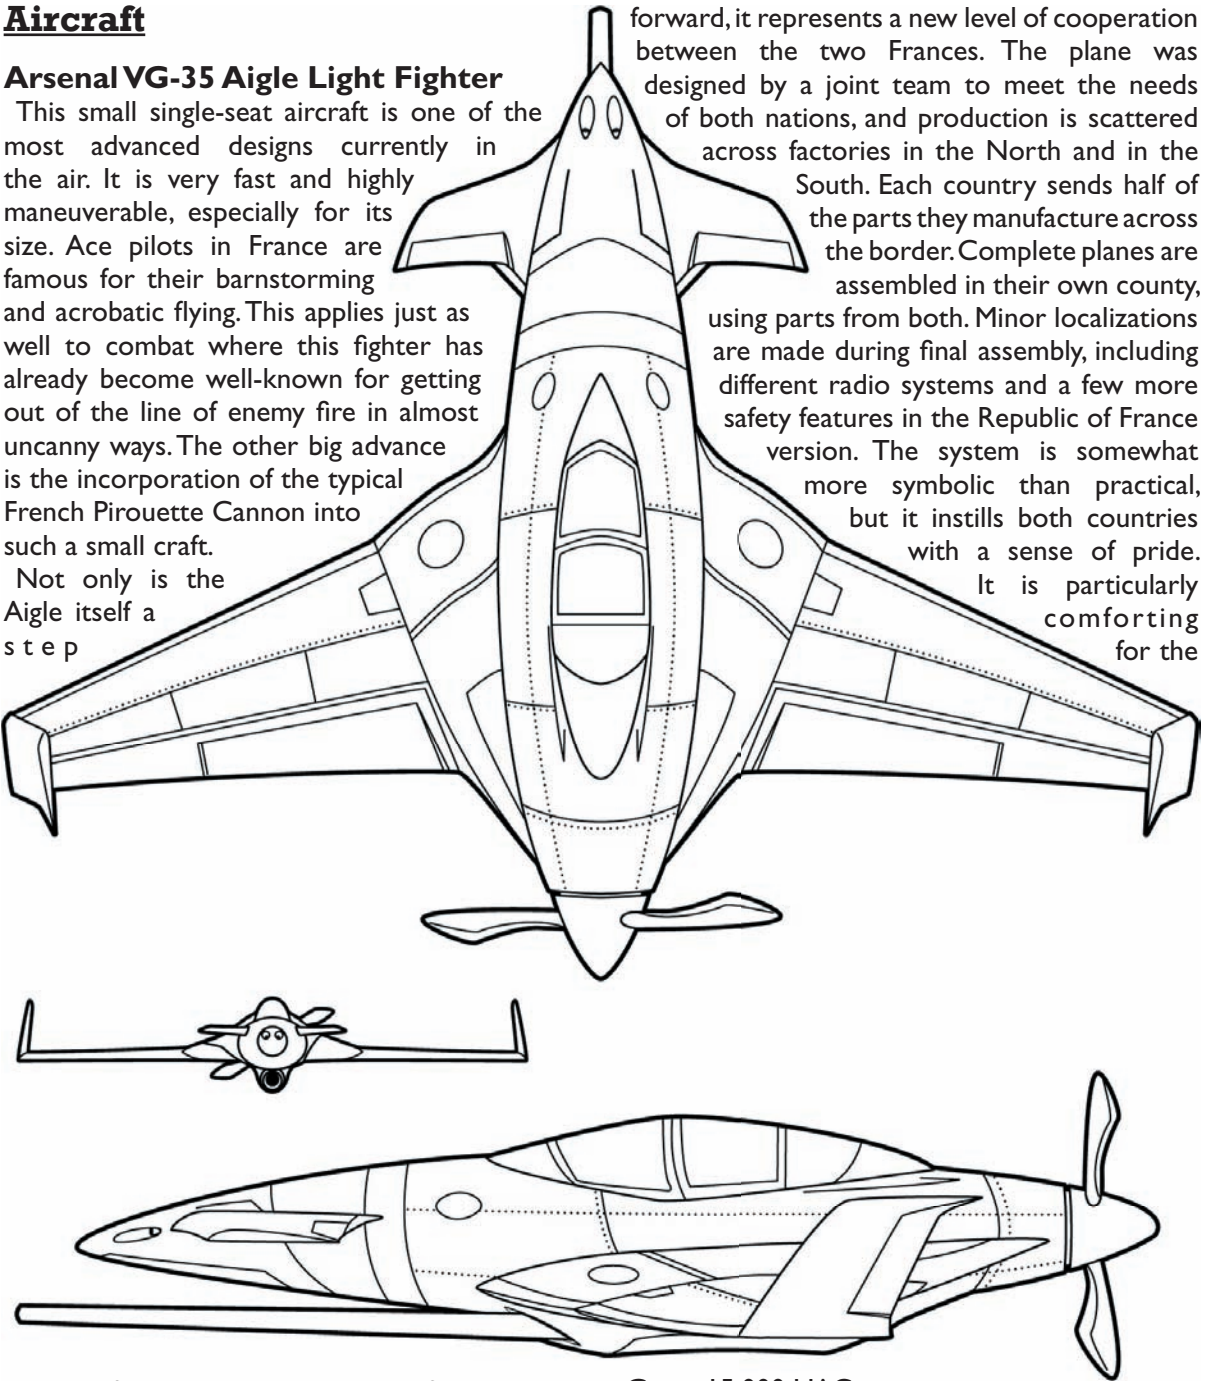 Aircraft
Arsenal VG-35 Aigle Light Fighter
This small single-seat aircraft is one of the
most advanced designs currently in
the air. It is very fast and highly
maneuverable, especially for its
size. Ace pilots in France are
famous for their barnstorming
and acrobatic flying. This applies just as
well to combat where this fighter has
already become well-known for getting
out of the line of enemy fire in almost
uncanny ways. The other big advance
is the incorporation of the typical
French Pirouette Cannon into
such a small craft.
Not only is the
Aigle itself a
step
forward, it represents a new level of cooperation
between the two Frances. The plane was
designed by a joint team to meet the needs
of both nations, and production is scattered
across factories in the North and in the
South. Each country sends half of
the parts they manufacture across
the border. Complete planes are
assembled in their own county,
using parts from both. Minor localizations
are made during final assembly, including
different radio systems and a few more
safety features in the Republic of France
version. The system is somewhat
more symbolic than practical,
but it instills both countries
with a sense of pride.
It is particularly
comforting
for the